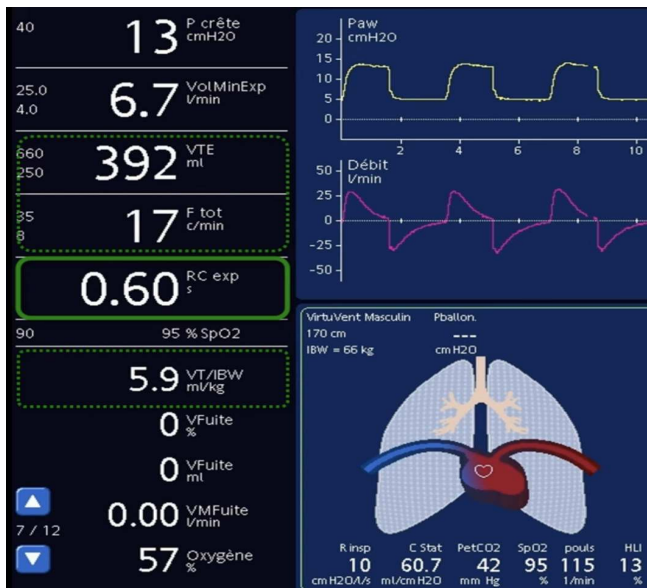 40 13 P crête
cmH2O
25.0 6.7 VolMinExp
4.0 l/min
660 392 VTE
250 ml
35 17 F tot
8 c/min
0.60 RC exp
s
90 95 % SpO2
5.9 VT/IBW
ml/kg
0 VFuite
%
0 VFuite
ml
7 / 12 0.00 VMFuite
l/min
57 Oxygène
%
Paw
cmH2O
20
15
10
5
0
2 4 6 8 10
Débit
l/min
50
25
0
-25
-50
VirtuVent Masculin Pballon.
170 cm ---
IBW = 66 kg cmH2O
R insp C Stat PetCO2 SpO2 pouls HLI
10 60.7 42 95 115 13
cmH2O/l/s ml/cmH2O mm Hg % 1/min %